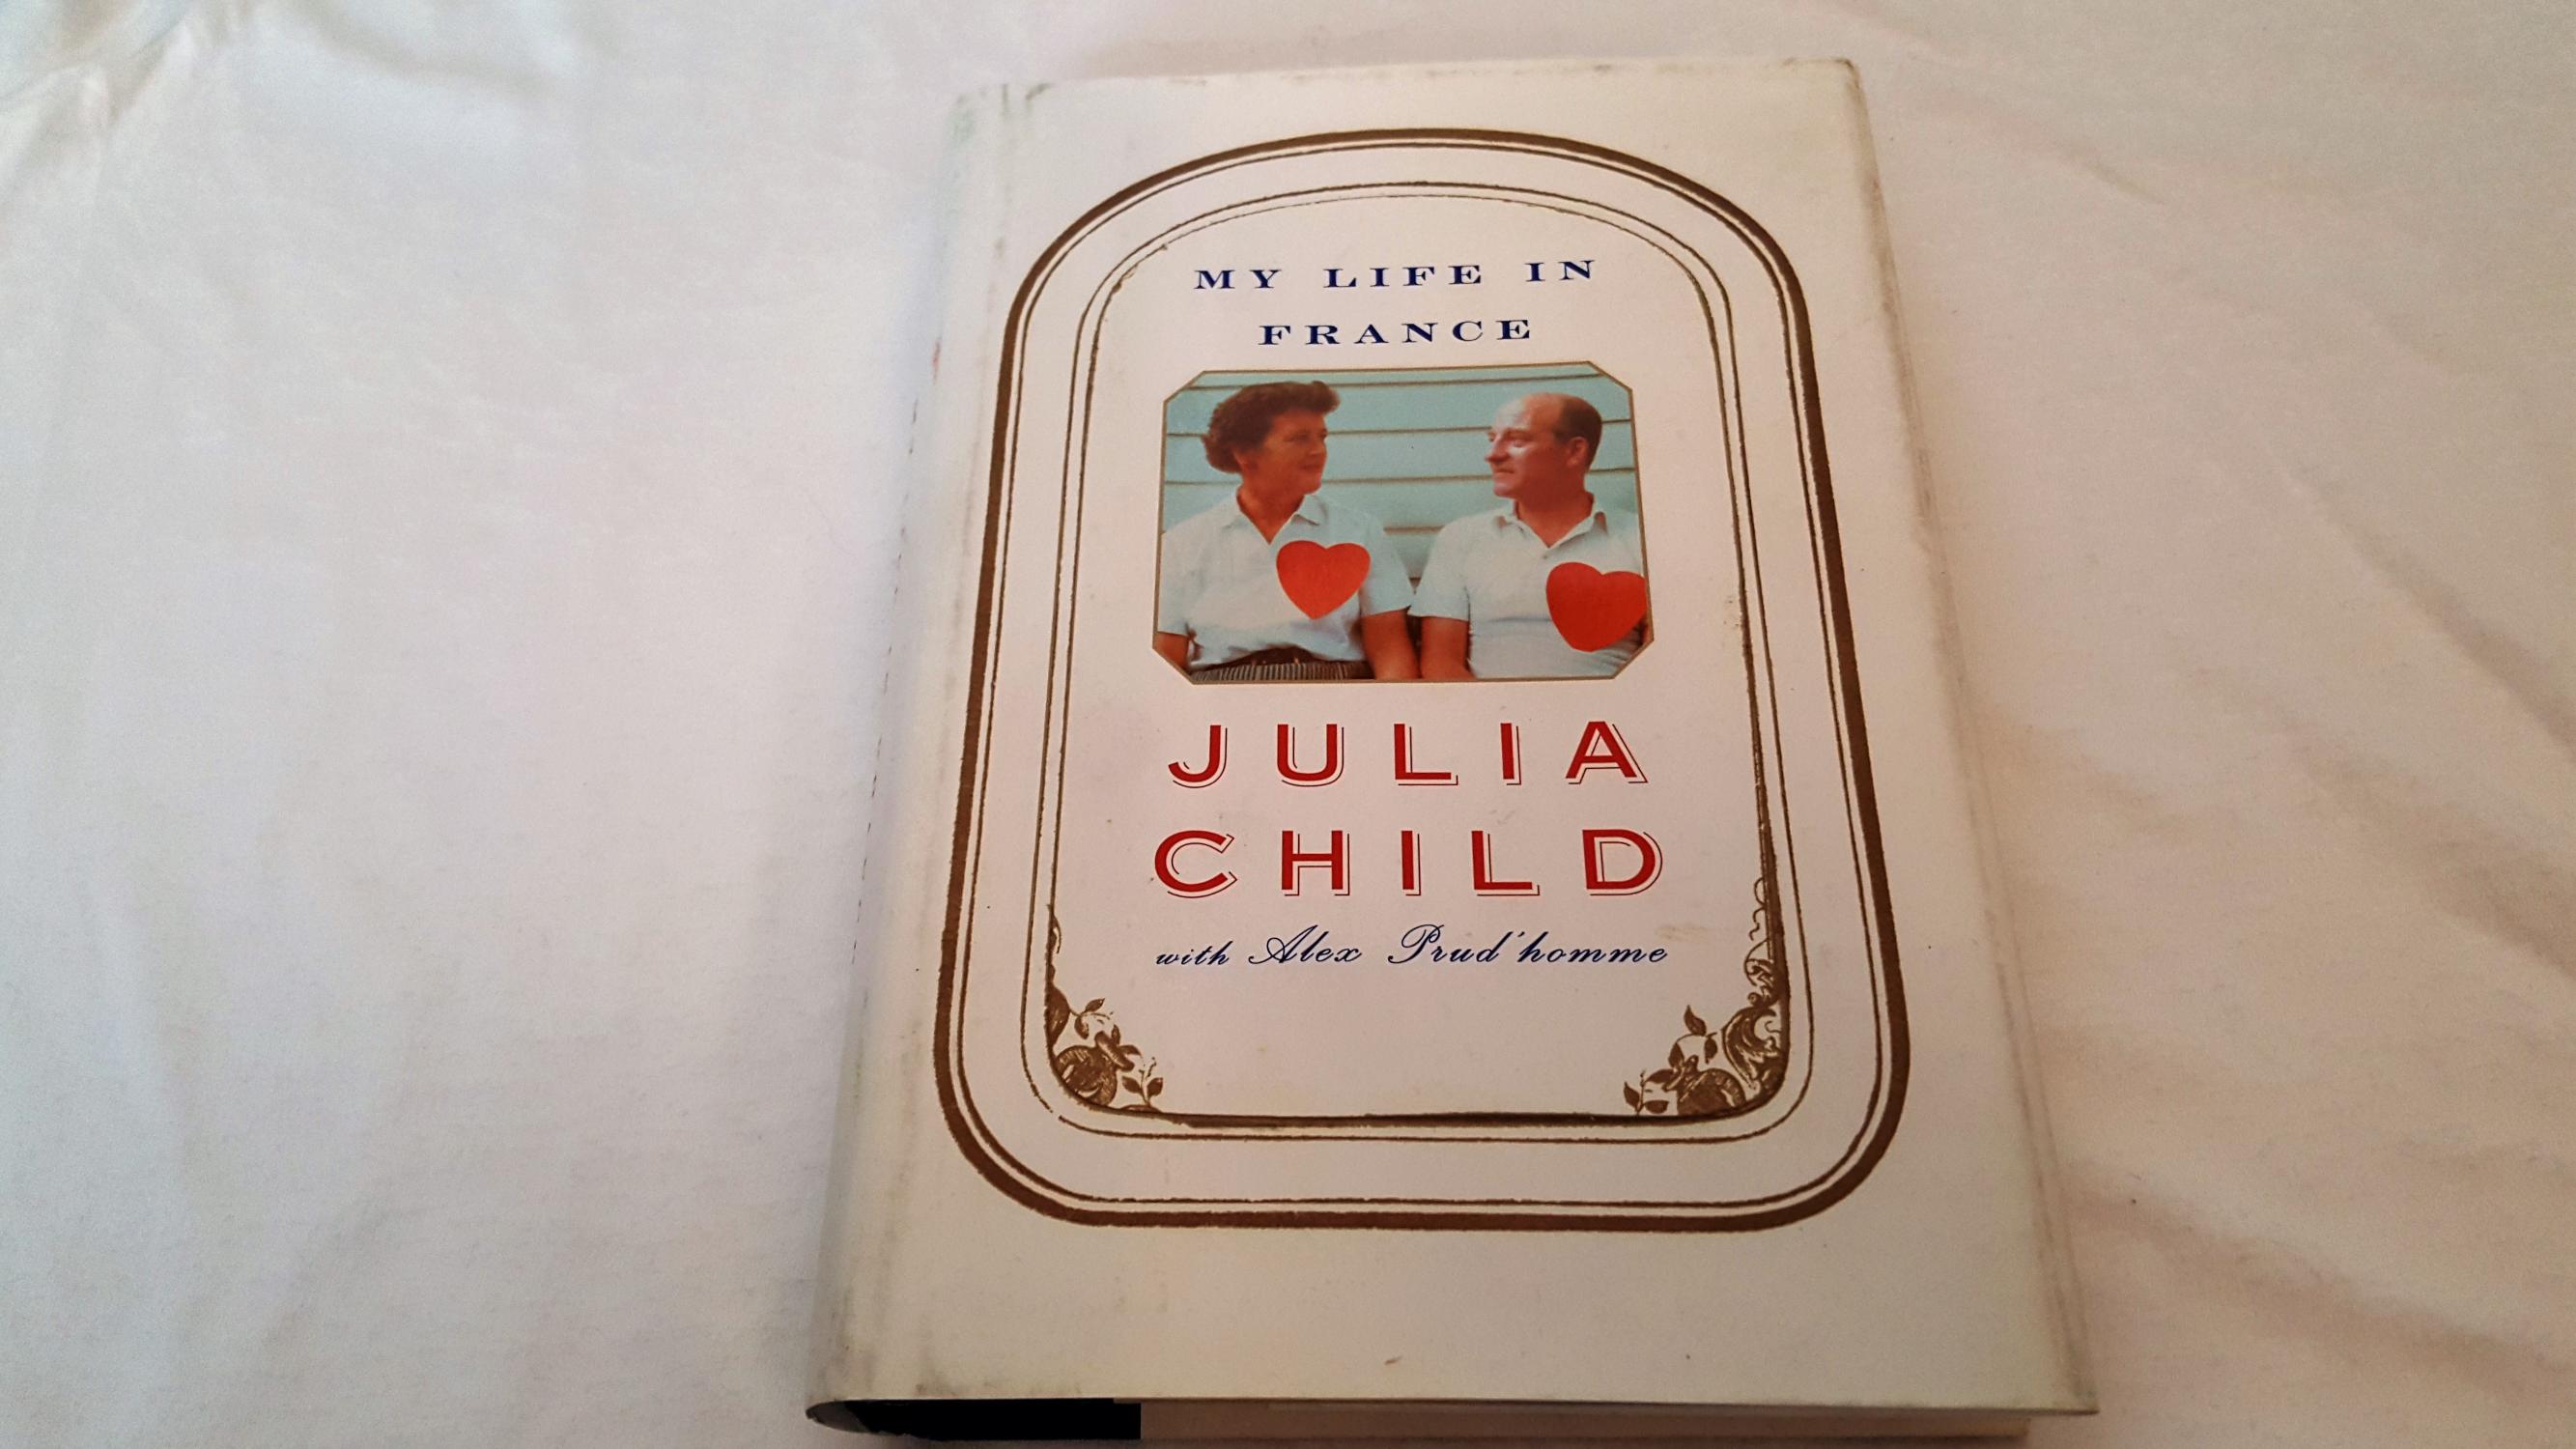 MY LIFE IN
FRANCE
JULIA
CHILD
with Alex Prud'homme